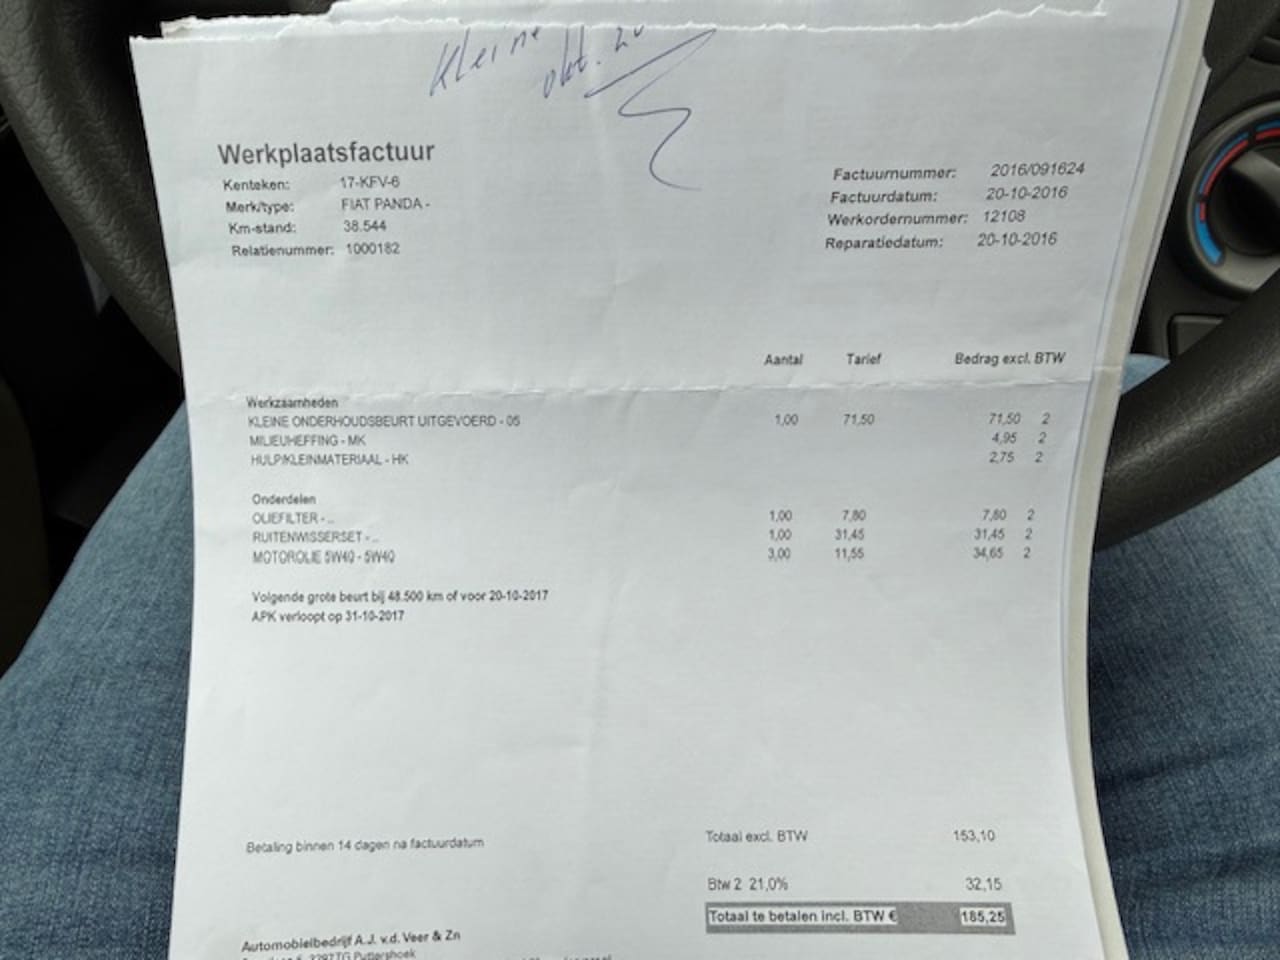 Kleine
okt. 20
Werkplaatsfactuur
Kenteken: 17-KFV-6
Merk/type: FIAT PANDA -
Km-stand: 38.544
Relatienummer: 1000182
Factuurnummer: 2016/091624
Factuurdatum: 20-10-2016
Werkordernummer: 12108
Reparatiedatum: 20-10-2016
Aantal Tarief Bedrag excl. BTW
Werkzaamheden
KLEINE ONDERHOUDSBEURT UITGEVOERD - 05 1,00 71,50 71,50 2
MILIEUHEFFING - MK 4,95 2
HULP/KLEINMATERIAAL - HK 2,75 2
Onderdelen
OLIEFILTER - .. 1,00 7,80 7,80 2
RUITENWISSERSET - .. 1,00 31,45 31,45 2
MOTOROLIE 5W40 - 5W40 3,00 11,55 34,65 2
Volgende grote beurt bij 48.500 km of voor 20-10-2017
APK verloopt op 31-10-2017
Betaling binnen 14 dagen na factuurdatum
Totaal excl. BTW 153,10
Btw 2 21,0% 32,15
Totaal te betalen incl. BTW € 185,25
Automobielbedrijf A.J. v.d. Veer & Zn
3297TG Puttershoek